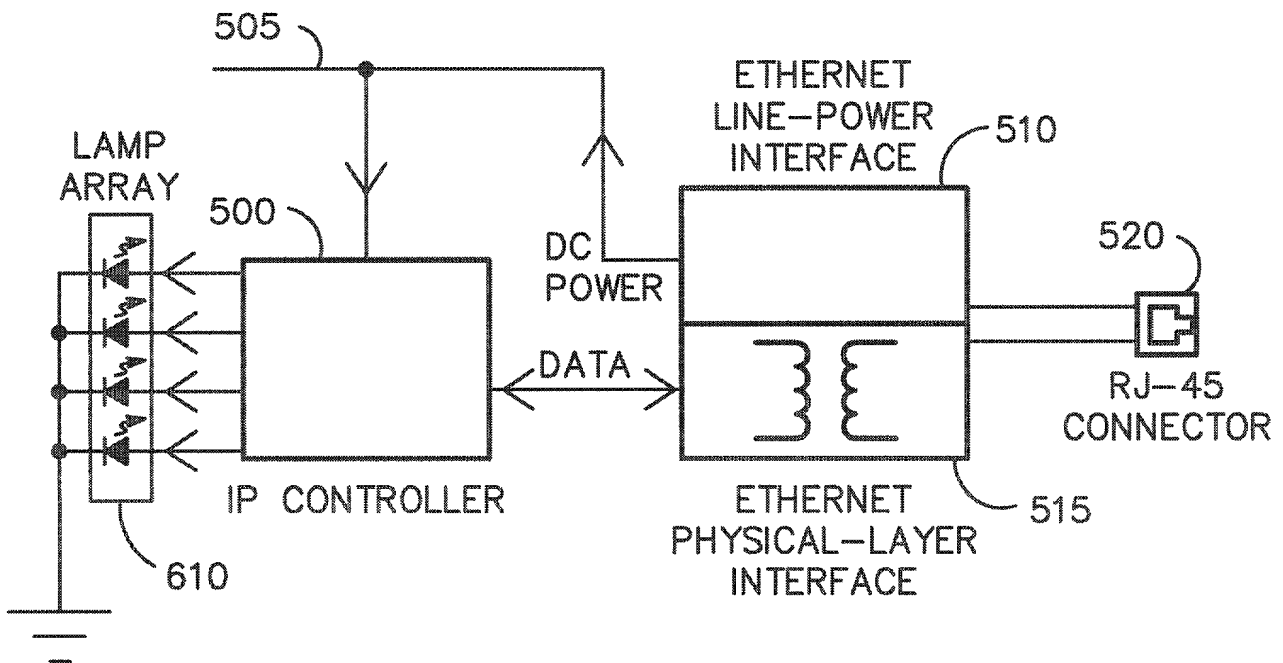 505
ETHERNET
LINE-POWER
INTERFACE
510
LAMP
ARRAY
500
DC
POWER
520
DATA
RJ-45
CONNECTOR
IP CONTROLLER
ETHERNET
PHYSICAL-LAYER
INTERFACE
515
610